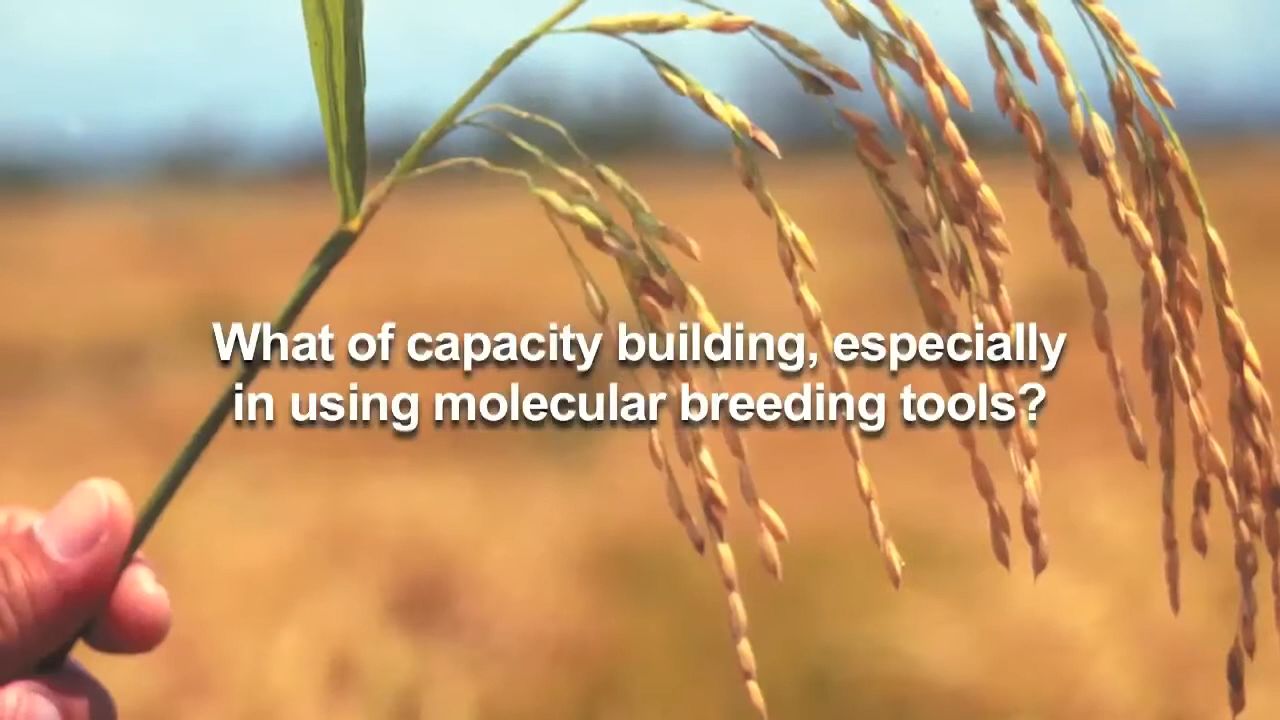 What of capacity building, especially
in using molecular breeding tools?